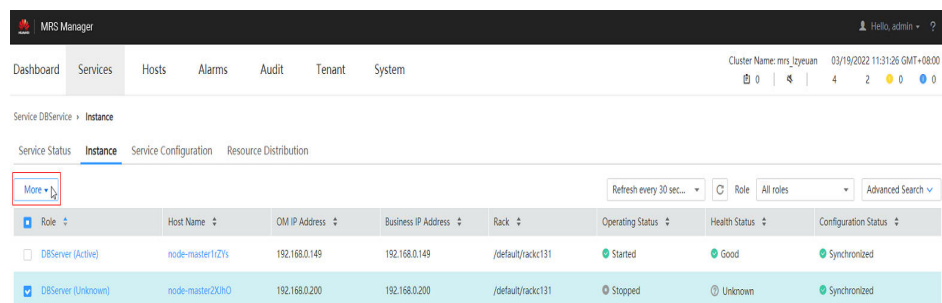 MRS Manager
Hello, admin ?
Dashboard Services Hosts Alarms Audit Tenant System
Cluster Name: mrs_lzyeuan 03/19/2022 11:31:26 GMT+08:00
0 4 2 0 0
Service DBService › Instance
Service Status Instance Service Configuration Resource Distribution
More Refresh every 30 sec... Role All roles Advanced Search
Role Host Name OM IP Address Business IP Address Rack Operating Status Health Status Configuration Status
DBServer (Active) node-master1rZYs 192.168.0.149 192.168.0.149 /default/rackc131 Started Good Synchronized
DBServer (Unknown) node-master2XJhO 192.168.0.200 192.168.0.200 /default/rackc131 Stopped Unknown Synchronized